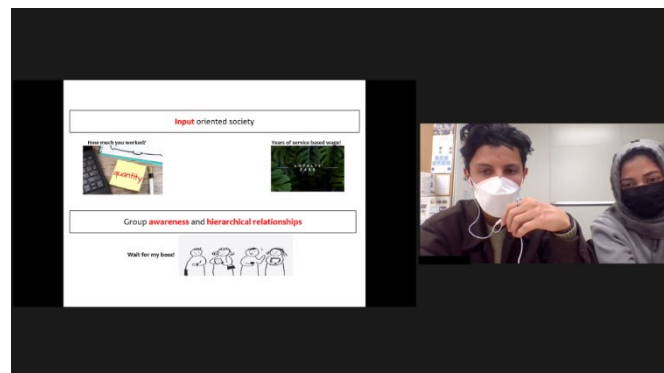 Input oriented society
How much you worked?
quantity
Years of service based wage!
LOYALTY
Group awareness and hierarchical relationships
Wait for my boss!